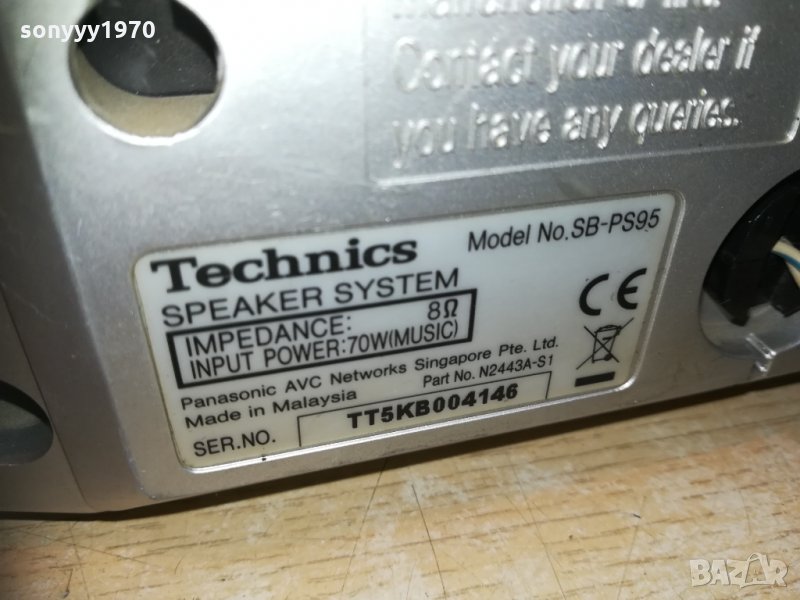 sonyyy1970
Contact your dealer if
you have any queries.
Technics
Model No.SB-PS95
SPEAKER SYSTEM
IMPEDANCE: 8Ω
INPUT POWER:70W(MUSIC)
CE
Panasonic AVC Networks Singapore Pte. Ltd.
Made in Malaysia
Part No. N2443A-S1
SER.NO.
TT5KB004146
BAZAR